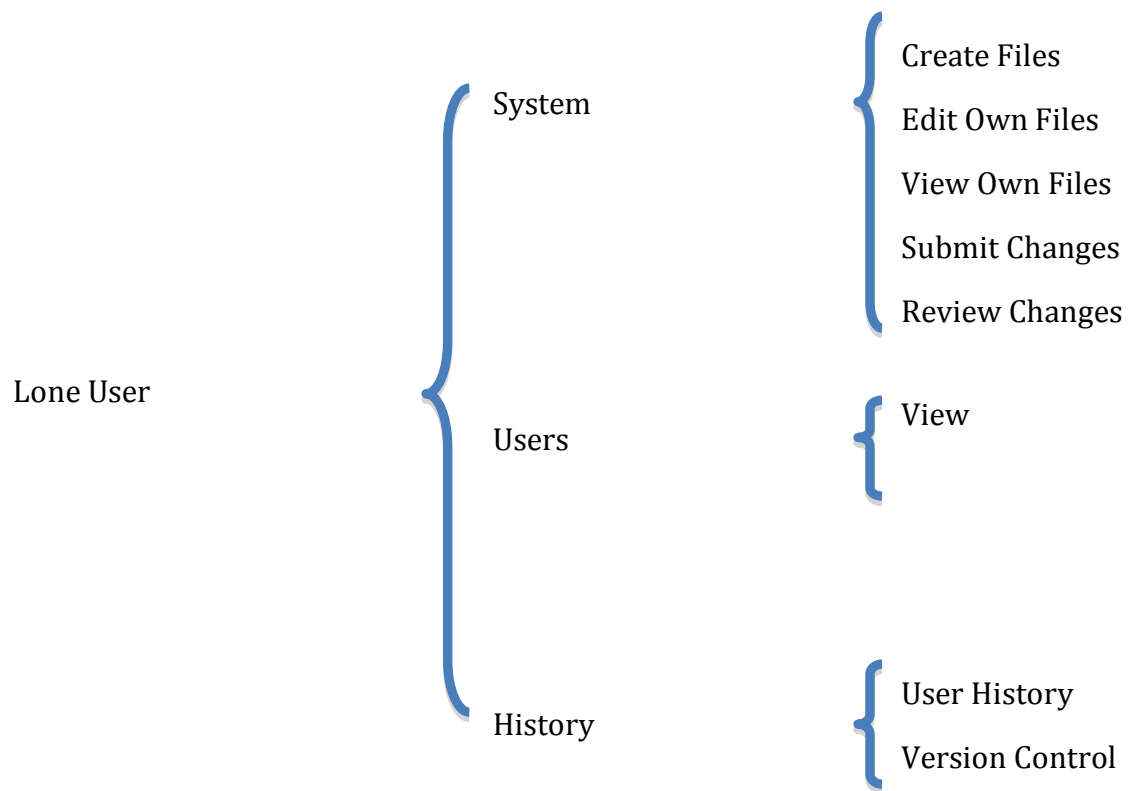 Lone User
System
Create Files
Edit Own Files
View Own Files
Submit Changes
Review Changes
Users
View
History
User History
Version Control